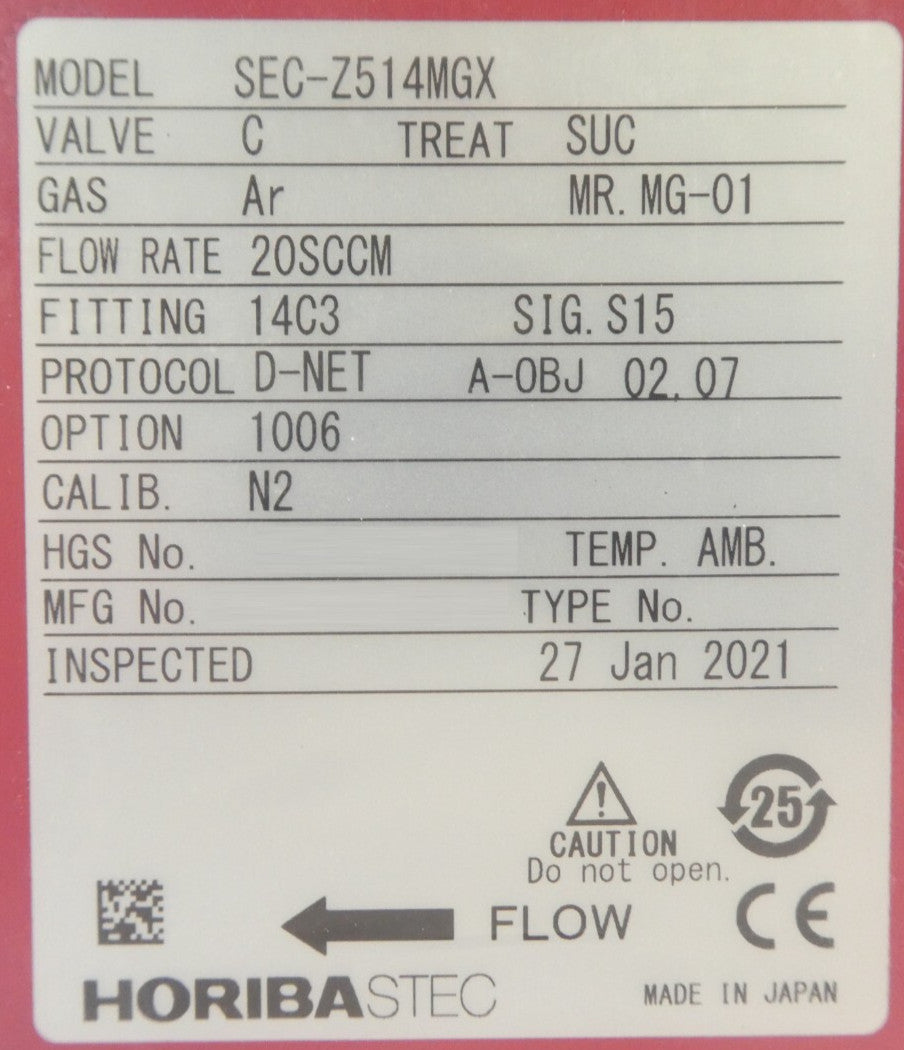 MODEL SEC-Z514MGX
VALVE C TREAT SUC
GAS Ar MR. MG-01
FLOW RATE 20SCCM
FITTING 14C3 SIG. S15
PROTOCOL D-NET A-OBJ 02.07
OPTION 1006
CALIB. N2
HGS No. TEMP. AMB.
MFG No. TYPE No.
INSPECTED 27 Jan 2021
25
CAUTION
Do not open.
FLOW CE
HORIBASTEC MADE IN JAPAN